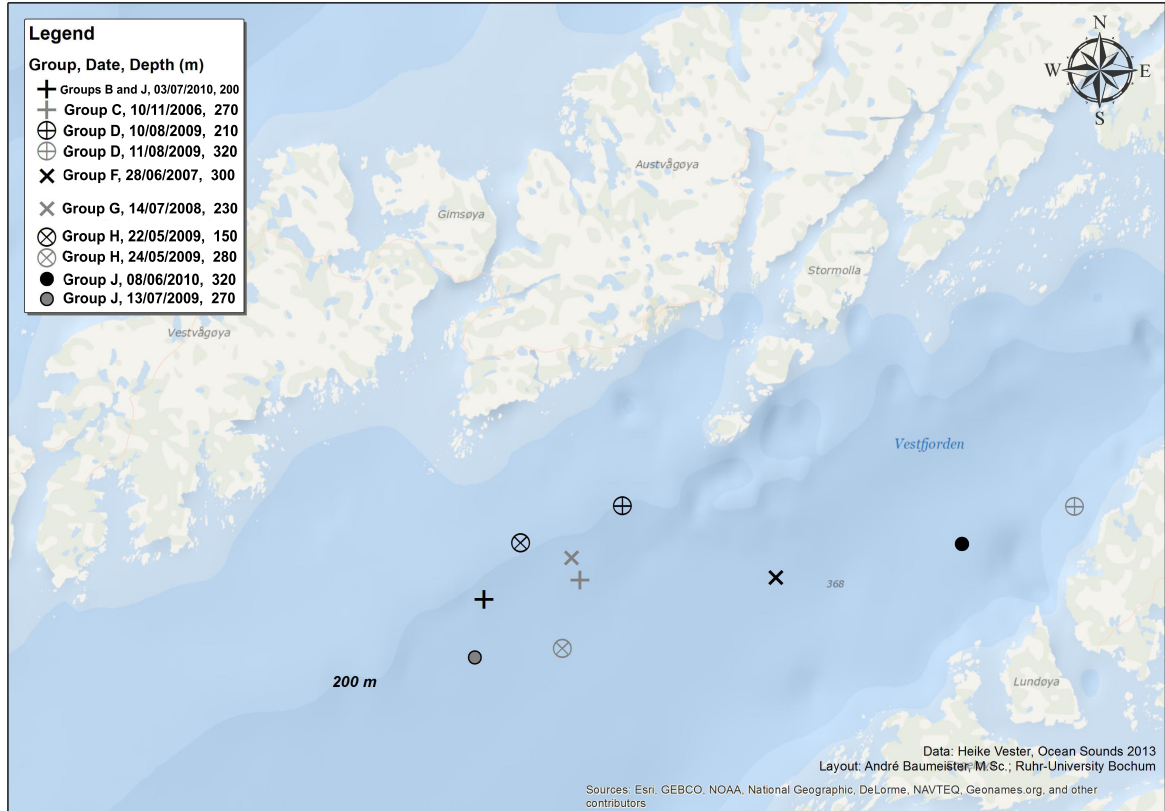 Legend
Group, Date, Depth (m)
Groups B and J, 03/07/2010, 200
Group C, 10/11/2006, 270
Group D, 10/08/2009, 210
Group D, 11/08/2009, 320
Group F, 28/06/2007, 300
Group G, 14/07/2008, 230
Group H, 22/05/2009, 150
Group H, 24/05/2009, 280
Group J, 08/06/2010, 320
Group J, 13/07/2009, 270
N
W
E
S
Austvågøya
Gimsøya
Stormolla
Vestvågøya
Vestfjorden
368
200 m
Lundøya
Data: Heike Vester, Ocean Sounds 2013
Layout: André Baumeister, M.Sc.; Ruhr-University Bochum
Sources: Esri, GEBCO, NOAA, National Geographic, DeLorme, NAVTEQ, Geonames.org, and other
contributors